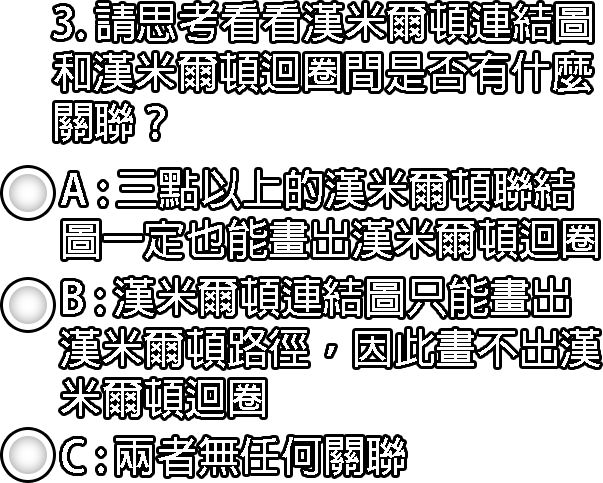 3. 請思考看看漢米爾頓連結圖
和漢米爾頓迴圈間是否有什麼
關聯？
A：三點以上的漢米爾頓聯結
圖一定也能畫出漢米爾頓迴圈
B：漢米爾頓連結圖只能畫出
漢米爾頓路徑，因此畫不出漢
米爾頓迴圈
C：兩者無任何關聯